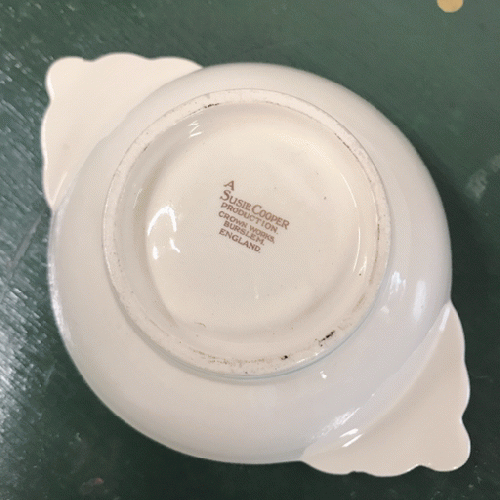 A
SUSIE COOPER
PRODUCTION.
CROWN WORKS,
BURSLEM,
ENGLAND.